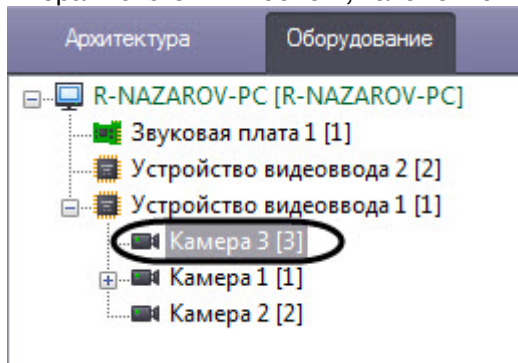 Архитектура Оборудование
R-NAZAROV-PC [R-NAZAROV-PC]
Звуковая плата 1 [1]
Устройство видеоввода 2 [2]
Устройство видеоввода 1 [1]
Камера 3 [3]
Камера 1 [1]
Камера 2 [2]